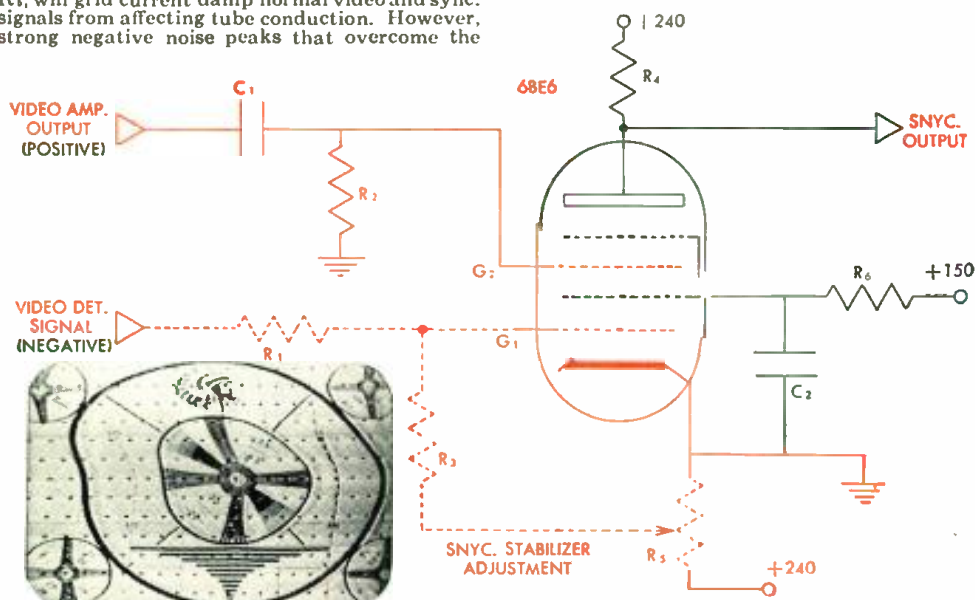 fier, will grid current damp normal video and sync.
signals from affecting tube conduction. However,
strong negative noise peaks that overcome the
| 240
R4
68E6
C1
VIDEO AMP.
OUTPUT
(POSITIVE)
SNYC.
OUTPUT
R2
G2
R6
+150
VIDEO DET.
SIGNAL
(NEGATIVE)
R1
G1
C2
R3
SNYC. STABILIZER
ADJUSTMENT
R5
+240